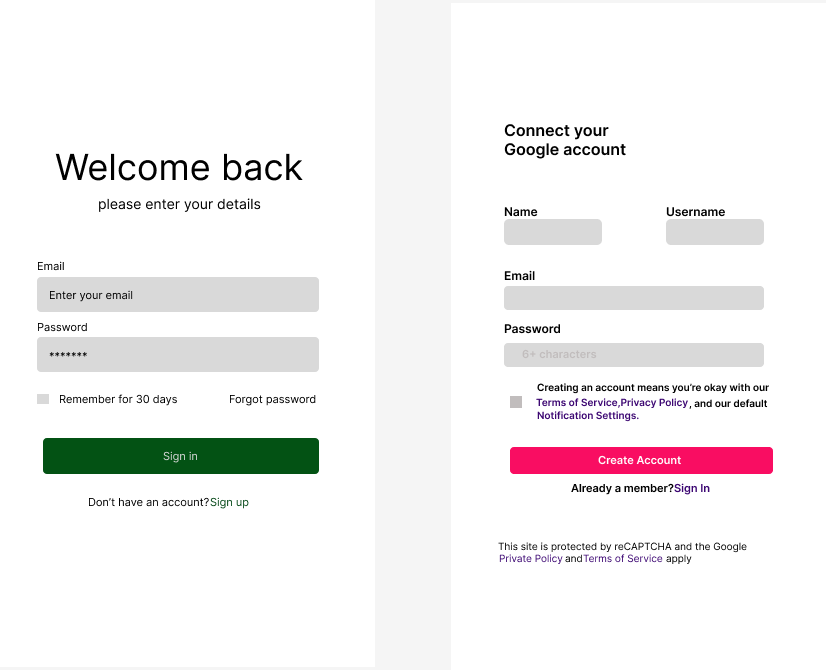 Welcome back
please enter your details
Email
Enter your email
Password
*******
Remember for 30 days
Forgot password
Sign in
Don’t have an account?Sign up
Connect your
Google account
Name
Username
Email
Password
6+ characters
Creating an account means you’re okay with our
Terms of Service,Privacy Policy, and our default
Notification Settings.
Create Account
Already a member?Sign In
This site is protected by reCAPTCHA and the Google
Private Policy andTerms of Service apply